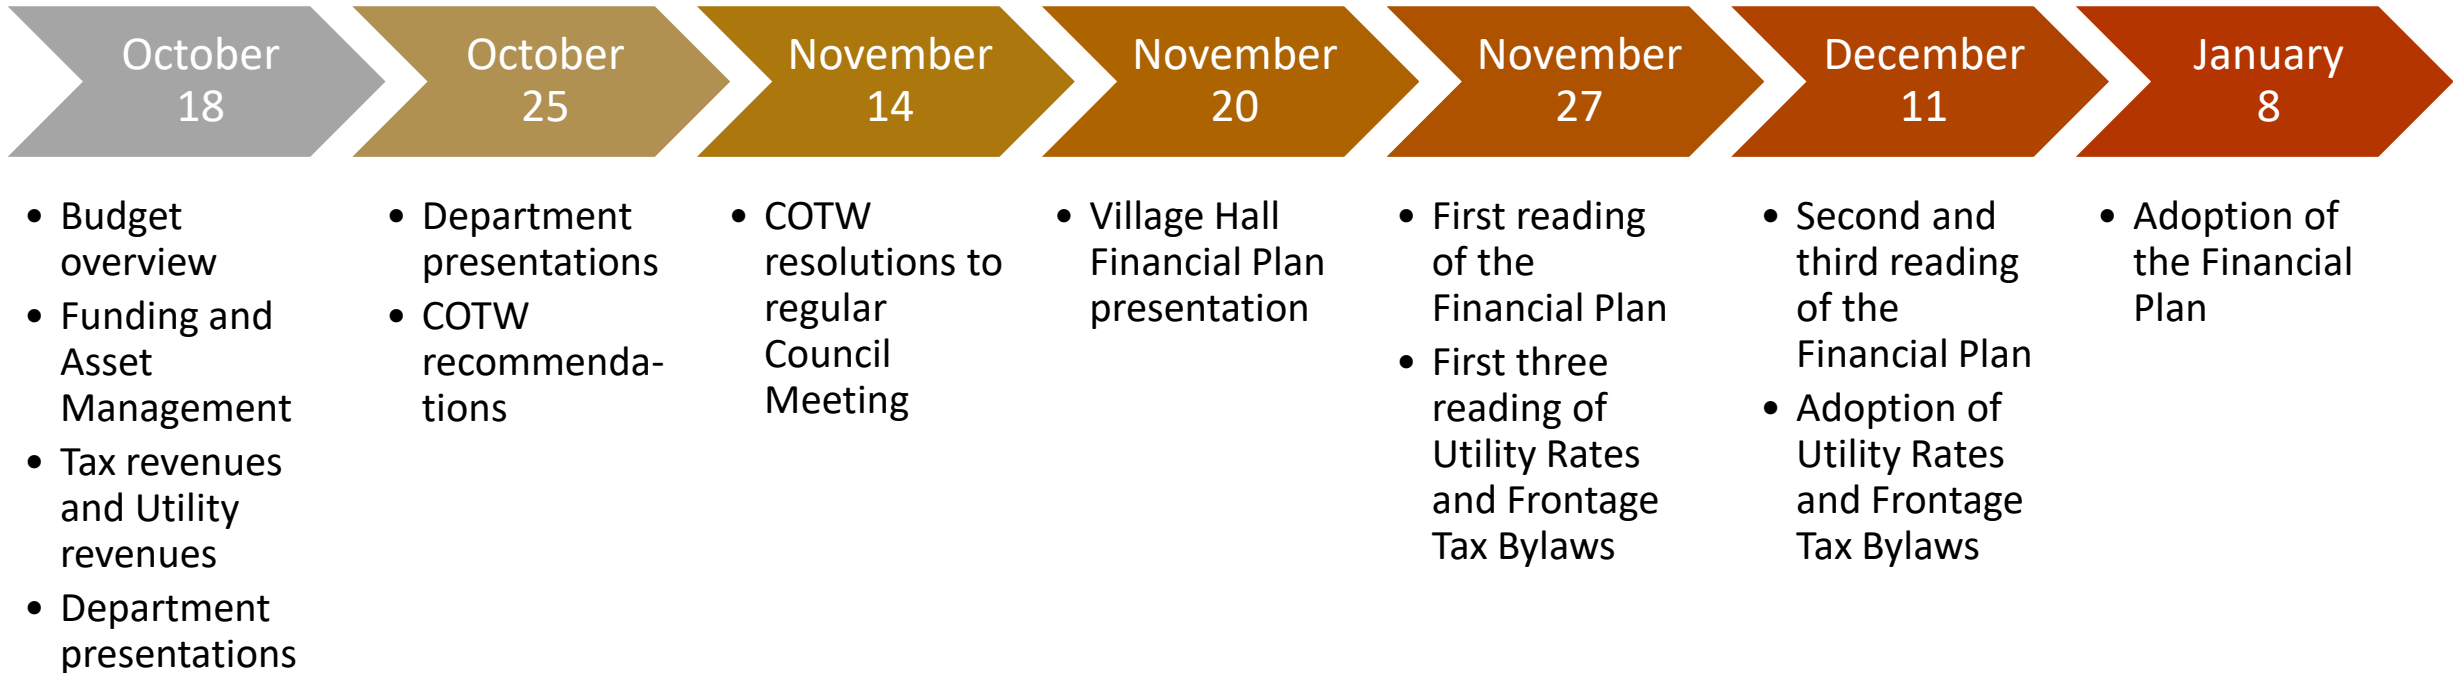 October
18
• Budget
overview
• Funding and
Asset
Management
• Tax revenues
and Utility
revenues
• Department
presentations
October
25
• Department
presentations
• COTW
recommenda-
tions
November
14
• COTW
resolutions to
regular
Council
Meeting
November
20
• Village Hall
Financial Plan
presentation
November
27
• First reading
of the
Financial Plan
• First three
reading of
Utility Rates
and Frontage
Tax Bylaws
December
11
• Second and
third reading
of the
Financial Plan
• Adoption of
Utility Rates
and Frontage
Tax Bylaws
January
8
• Adoption of
the Financial
Plan